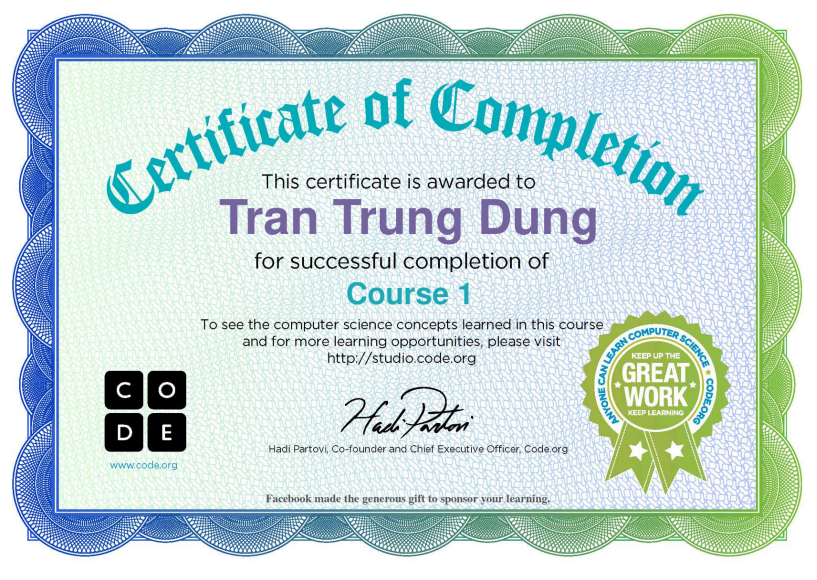 Certificate of Completion
This certificate is awarded to
Tran Trung Dung
for successful completion of
Course 1
To see the computer science concepts learned in this course
and for more learning opportunities, please visit
http://studio.code.org
ANYONE CAN LEARN COMPUTER SCIENCE ★ CODE.ORG
KEEP UP THE
GREAT
WORK
KEEP LEARNING
C O
D E
www.code.org
Hadi Partovi
Hadi Partovi, Co-founder and Chief Executive Officer, Code.org
Facebook made the generous gift to sponsor your learning.